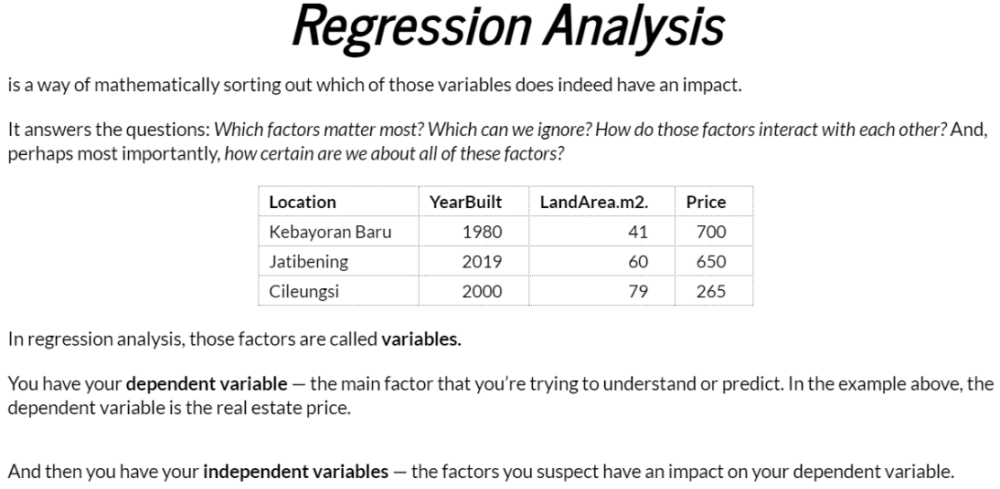 Regression Analysis
is a way of mathematically sorting out which of those variables does indeed have an impact.
It answers the questions: Which factors matter most? Which can we ignore? How do those factors interact with each other? And,
perhaps most importantly, how certain are we about all of these factors?
Location YearBuilt LandArea.m2. Price
Kebayoran Baru 1980 41 700
Jatibening 2019 60 650
Cileungsi 2000 79 265
In regression analysis, those factors are called variables.
You have your dependent variable — the main factor that you’re trying to understand or predict. In the example above, the
dependent variable is the real estate price.
And then you have your independent variables — the factors you suspect have an impact on your dependent variable.